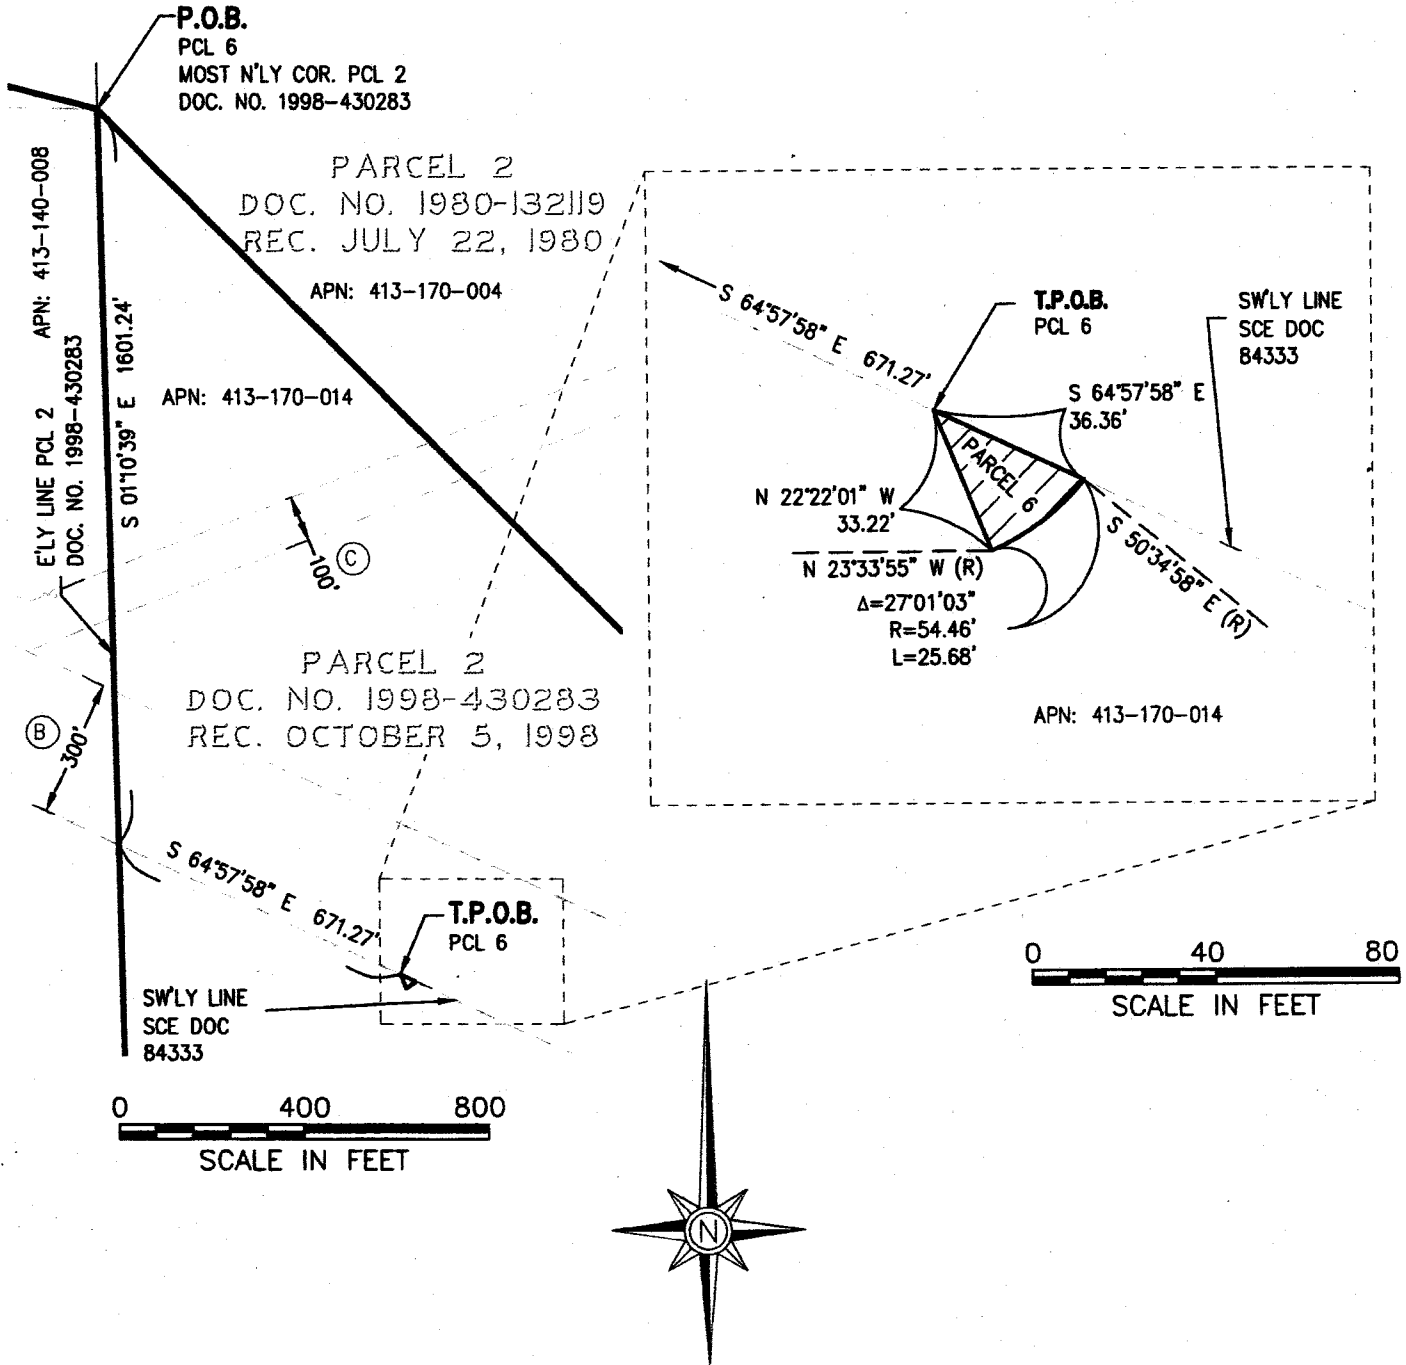 P.O.B.
PCL 6
MOST N'LY COR. PCL 2
DOC. NO. 1998-430283
PARCEL 2
DOC. NO. 1980-132119
REC. JULY 22, 1980
APN: 413-170-004
APN: 413-140-008
E'LY LINE PCL 2
DOC. NO. 1998-430283
S 01°10'39" E 1601.24'
APN: 413-170-014
100'
C
PARCEL 2
DOC. NO. 1998-430283
REC. OCTOBER 5, 1998
B
300'
S 64°57'58" E 671.27'
T.P.O.B.
PCL 6
SW'LY LINE
SCE DOC
84333
0 400 800
SCALE IN FEET
S 64°57'58" E 671.27'
T.P.O.B.
PCL 6
SW'LY LINE
SCE DOC
84333
S 64°57'58" E
36.36'
PARCEL 6
N 22°22'01" W
33.22'
N 23°33'55" W (R)
Δ=27°01'03"
R=54.46'
L=25.68'
S 50°34'58" E (R)
APN: 413-170-014
0 40 80
SCALE IN FEET
N